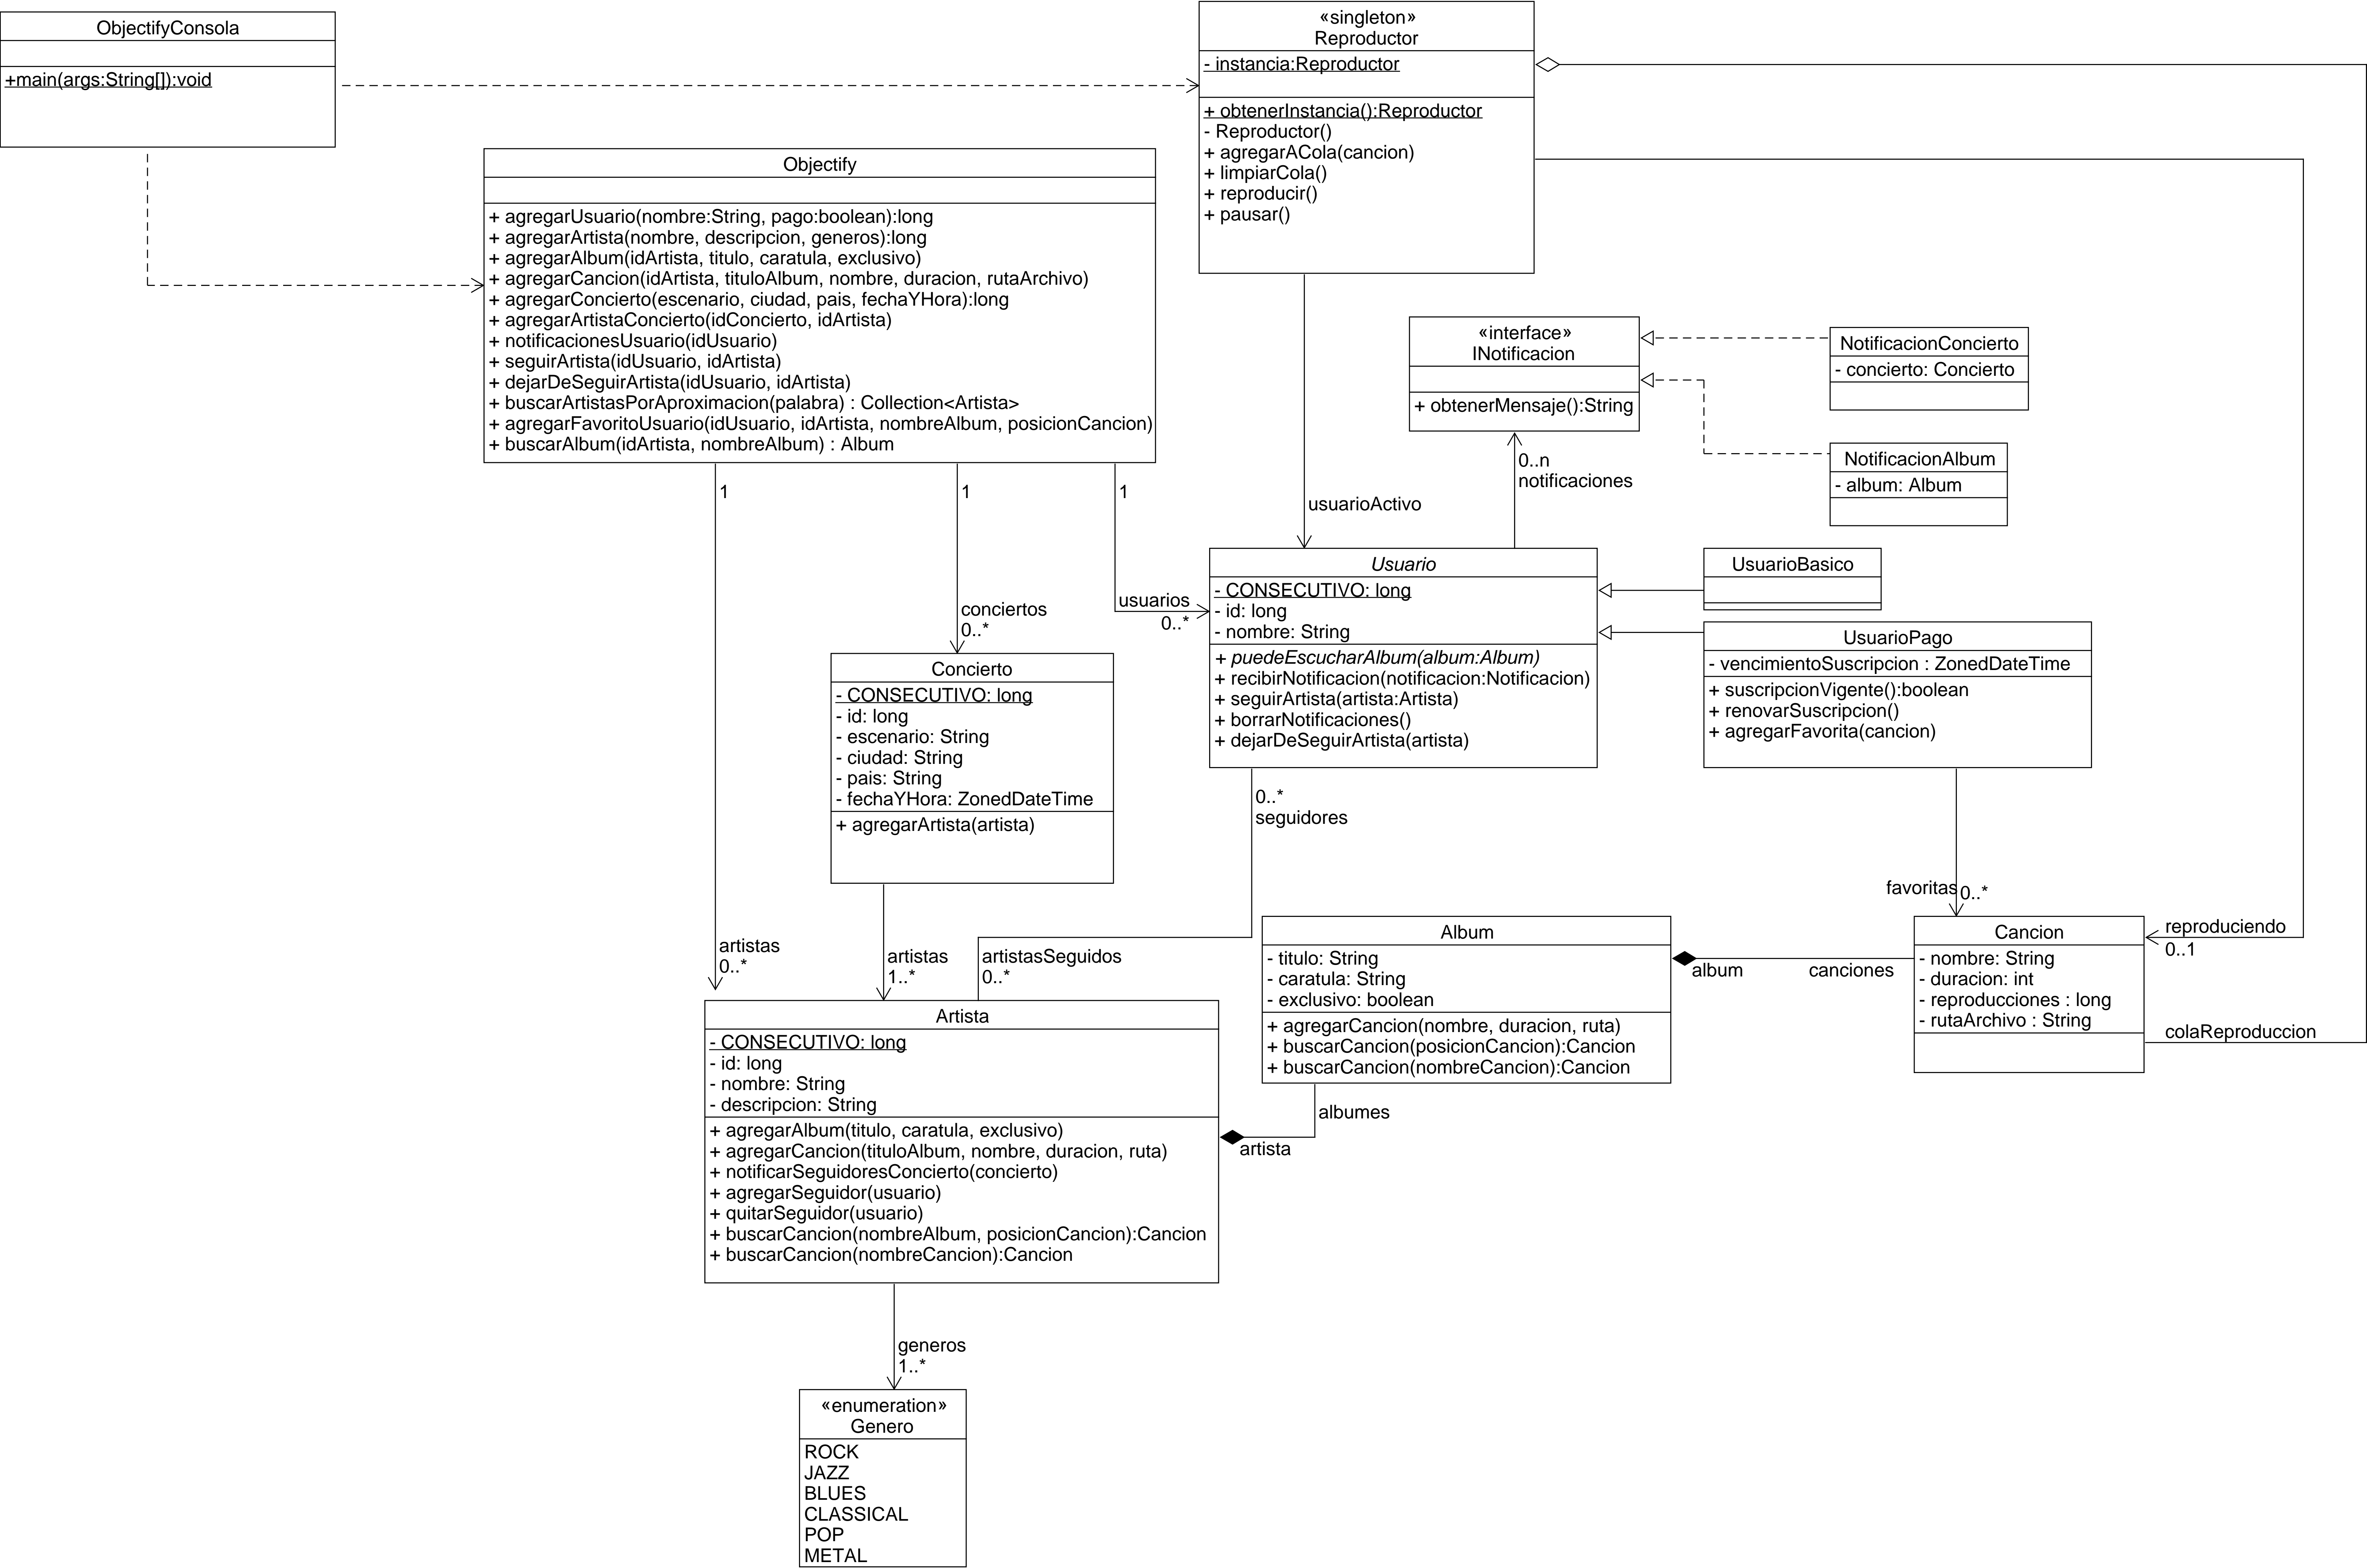 ObjectifyConsola
+main(args:String[]):void
«singleton»
Reproductor
- instancia:Reproductor
+ obtenerInstancia():Reproductor
- Reproductor()
+ agregarACola(cancion)
+ limpiarCola()
+ reproducir()
+ pausar()
Objectify
+ agregarUsuario(nombre:String, pago:boolean):long
+ agregarArtista(nombre, descripcion, generos):long
+ agregarAlbum(idArtista, titulo, caratula, exclusivo)
+ agregarCancion(idArtista, tituloAlbum, nombre, duracion, rutaArchivo)
+ agregarConcierto(escenario, ciudad, pais, fechaYHora):long
+ agregarArtistaConcierto(idConcierto, idArtista)
+ notificacionesUsuario(idUsuario)
+ seguirArtista(idUsuario, idArtista)
+ dejarDeSeguirArtista(idUsuario, idArtista)
+ buscarArtistasPorAproximacion(palabra) : Collection<Artista>
+ agregarFavoritoUsuario(idUsuario, idArtista, nombreAlbum, posicionCancion)
+ buscarAlbum(idArtista, nombreAlbum) : Album
«interface»
INotificacion
+ obtenerMensaje():String
NotificacionConcierto
- concierto: Concierto
NotificacionAlbum
- album: Album
0..n
notificaciones
usuarioActivo
1
1
1
usuarios
0..*
conciertos
0..*
Usuario
- CONSECUTIVO: long
- id: long
- nombre: String
+ puedeEscucharAlbum(album:Album)
+ recibirNotificacion(notificacion:Notificacion)
+ seguirArtista(artista:Artista)
+ borrarNotificaciones()
+ dejarDeSeguirArtista(artista)
UsuarioBasico
UsuarioPago
- vencimientoSuscripcion : ZonedDateTime
+ suscripcionVigente():boolean
+ renovarSuscripcion()
+ agregarFavorita(cancion)
Concierto
- CONSECUTIVO: long
- id: long
- escenario: String
- ciudad: String
- pais: String
- fechaYHora: ZonedDateTime
+ agregarArtista(artista)
0..*
seguidores
favoritas
0..*
artistas
0..*
artistas
1..*
artistasSeguidos
0..*
Album
- titulo: String
- caratula: String
- exclusivo: boolean
+ agregarCancion(nombre, duracion, ruta)
+ buscarCancion(posicionCancion):Cancion
+ buscarCancion(nombreCancion):Cancion
album
canciones
Cancion
- nombre: String
- duracion: int
- reproducciones : long
- rutaArchivo : String
reproduciendo
0..1
colaReproduccion
albumes
artista
Artista
- CONSECUTIVO: long
- id: long
- nombre: String
- descripcion: String
+ agregarAlbum(titulo, caratula, exclusivo)
+ agregarCancion(tituloAlbum, nombre, duracion, ruta)
+ notificarSeguidoresConcierto(concierto)
+ agregarSeguidor(usuario)
+ quitarSeguidor(usuario)
+ buscarCancion(nombreAlbum, posicionCancion):Cancion
+ buscarCancion(nombreCancion):Cancion
generos
1..*
«enumeration»
Genero
ROCK
JAZZ
BLUES
CLASSICAL
POP
METAL